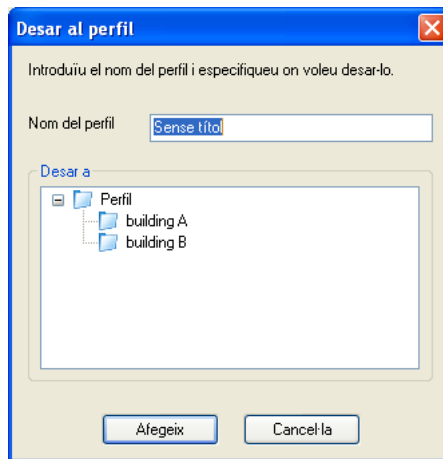 Desar al perfil
Introduïu el nom del perfil i especifiqueu on voleu desar-lo.
Nom del perfil
Sense títol
Desar a
Perfil
building A
building B
Afegeix
Cancel·la